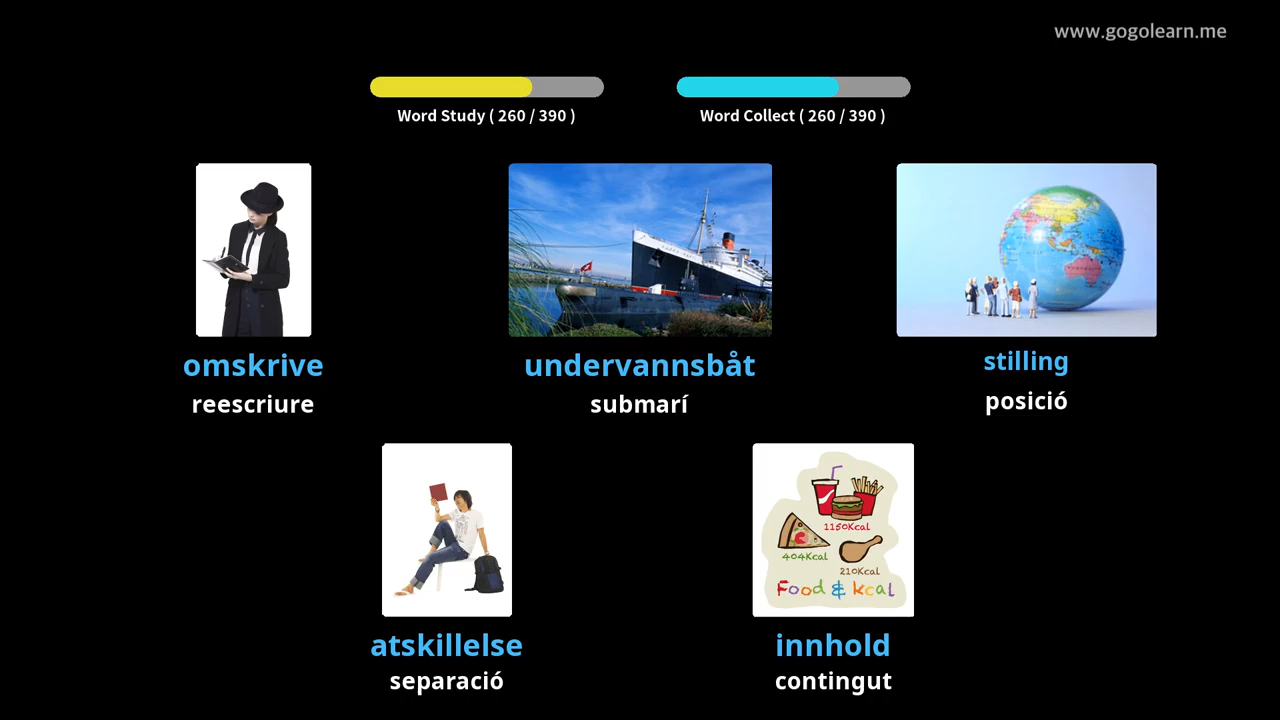 www.gogolearn.me
Word Study ( 260 / 390 )
Word Collect ( 260 / 390 )
omskrive
reescriure
undervannsbåt
submarí
stilling
posició
1150Kcal
404Kcal
210Kcal
Food & kcal
atskillelse
separació
innhold
contingut